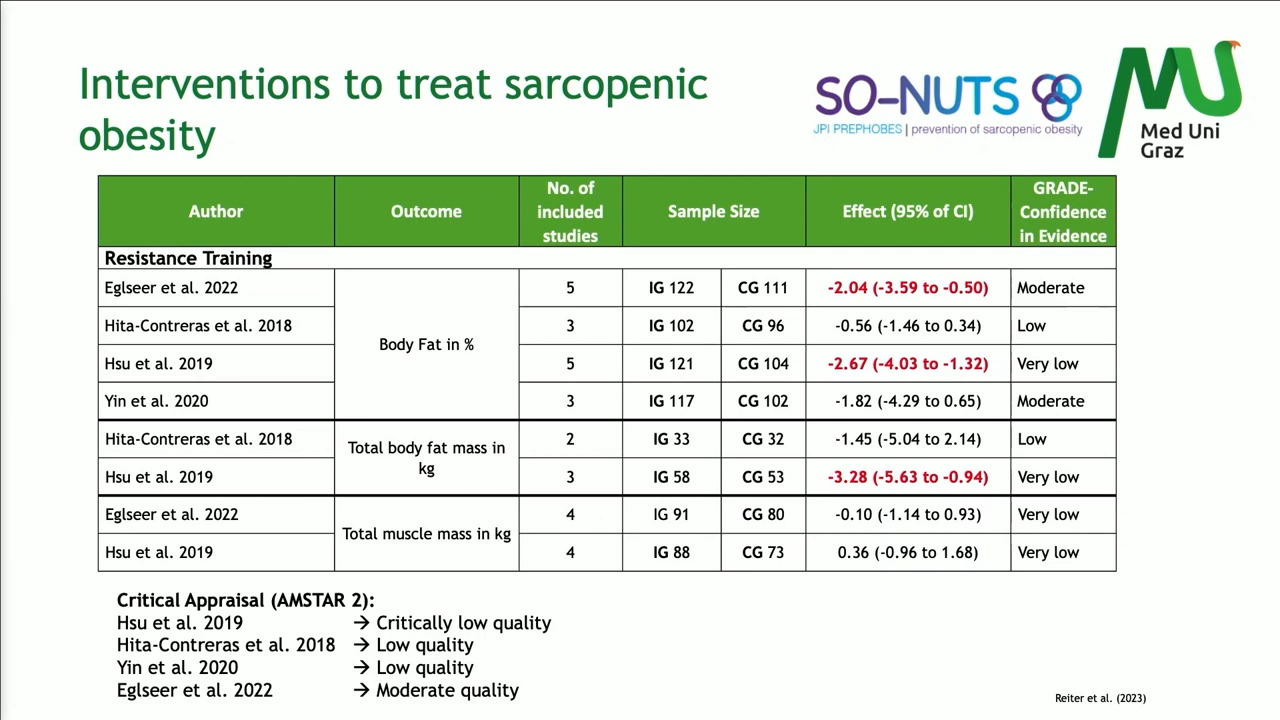 Interventions to treat sarcopenic
obesity
SO-NUTS
JPI PREPHOBES | prevention of sarcopenic obesity
Med Uni
Graz
Author Outcome No. of included studies Sample Size Effect (95% of CI) GRADE-Confidence in Evidence
Resistance Training
Eglseer et al. 2022 Body Fat in % 5 IG 122 CG 111 -2.04 (-3.59 to -0.50) Moderate
Hita-Contreras et al. 2018 3 IG 102 CG 96 -0.56 (-1.46 to 0.34) Low
Hsu et al. 2019 5 IG 121 CG 104 -2.67 (-4.03 to -1.32) Very low
Yin et al. 2020 3 IG 117 CG 102 -1.82 (-4.29 to 0.65) Moderate
Hita-Contreras et al. 2018 Total body fat mass in kg 2 IG 33 CG 32 -1.45 (-5.04 to 2.14) Low
Hsu et al. 2019 3 IG 58 CG 53 -3.28 (-5.63 to -0.94) Very low
Eglseer et al. 2022 Total muscle mass in kg 4 IG 91 CG 80 -0.10 (-1.14 to 0.93) Very low
Hsu et al. 2019 4 IG 88 CG 73 0.36 (-0.96 to 1.68) Very low
Critical Appraisal (AMSTAR 2):
Hsu et al. 2019 → Critically low quality
Hita-Contreras et al. 2018 → Low quality
Yin et al. 2020 → Low quality
Eglseer et al. 2022 → Moderate quality
Reiter et al. (2023)